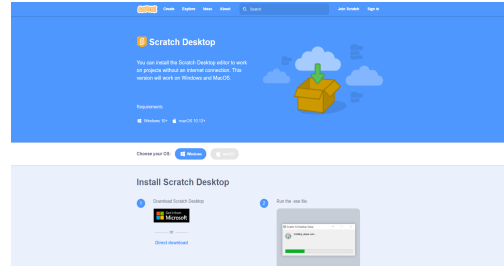 SCRATCH Create Explore Ideas About Search Join Scratch Sign in
Scratch Desktop
You can install the Scratch Desktop editor to work
on projects without an internet connection. This
version will work on Windows and MacOS.
Requirements
Windows 10+ macOS 10.13+
Choose your OS: Windows
Install Scratch Desktop
1 Download Scratch Desktop
Microsoft
Direct download
2 Run the .exe file.